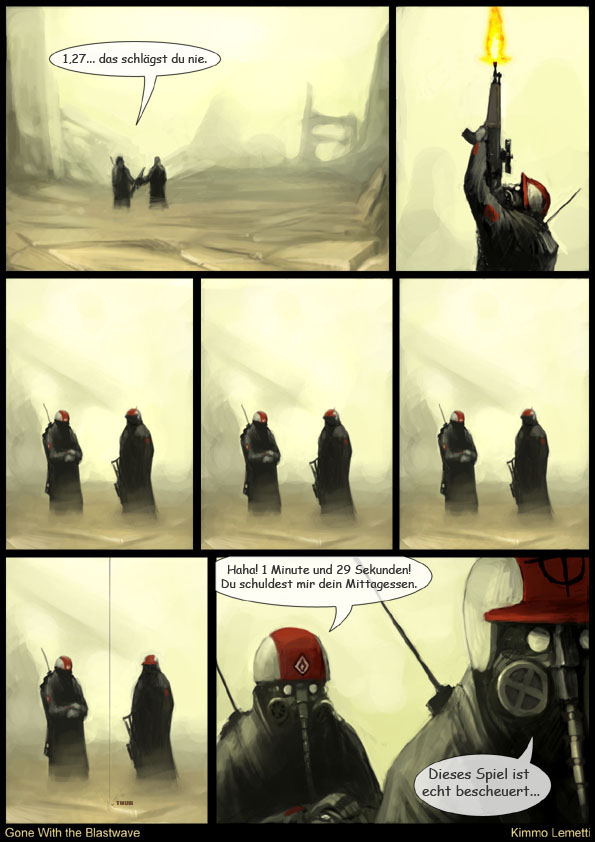 1,27... das schlägst du nie.
THUB
Haha! 1 Minute und 29 Sekunden!
Du schuldest mir dein Mittagessen.
Dieses Spiel ist
echt bescheuert...
Gone With the Blastwave
Kimmo Lemetti